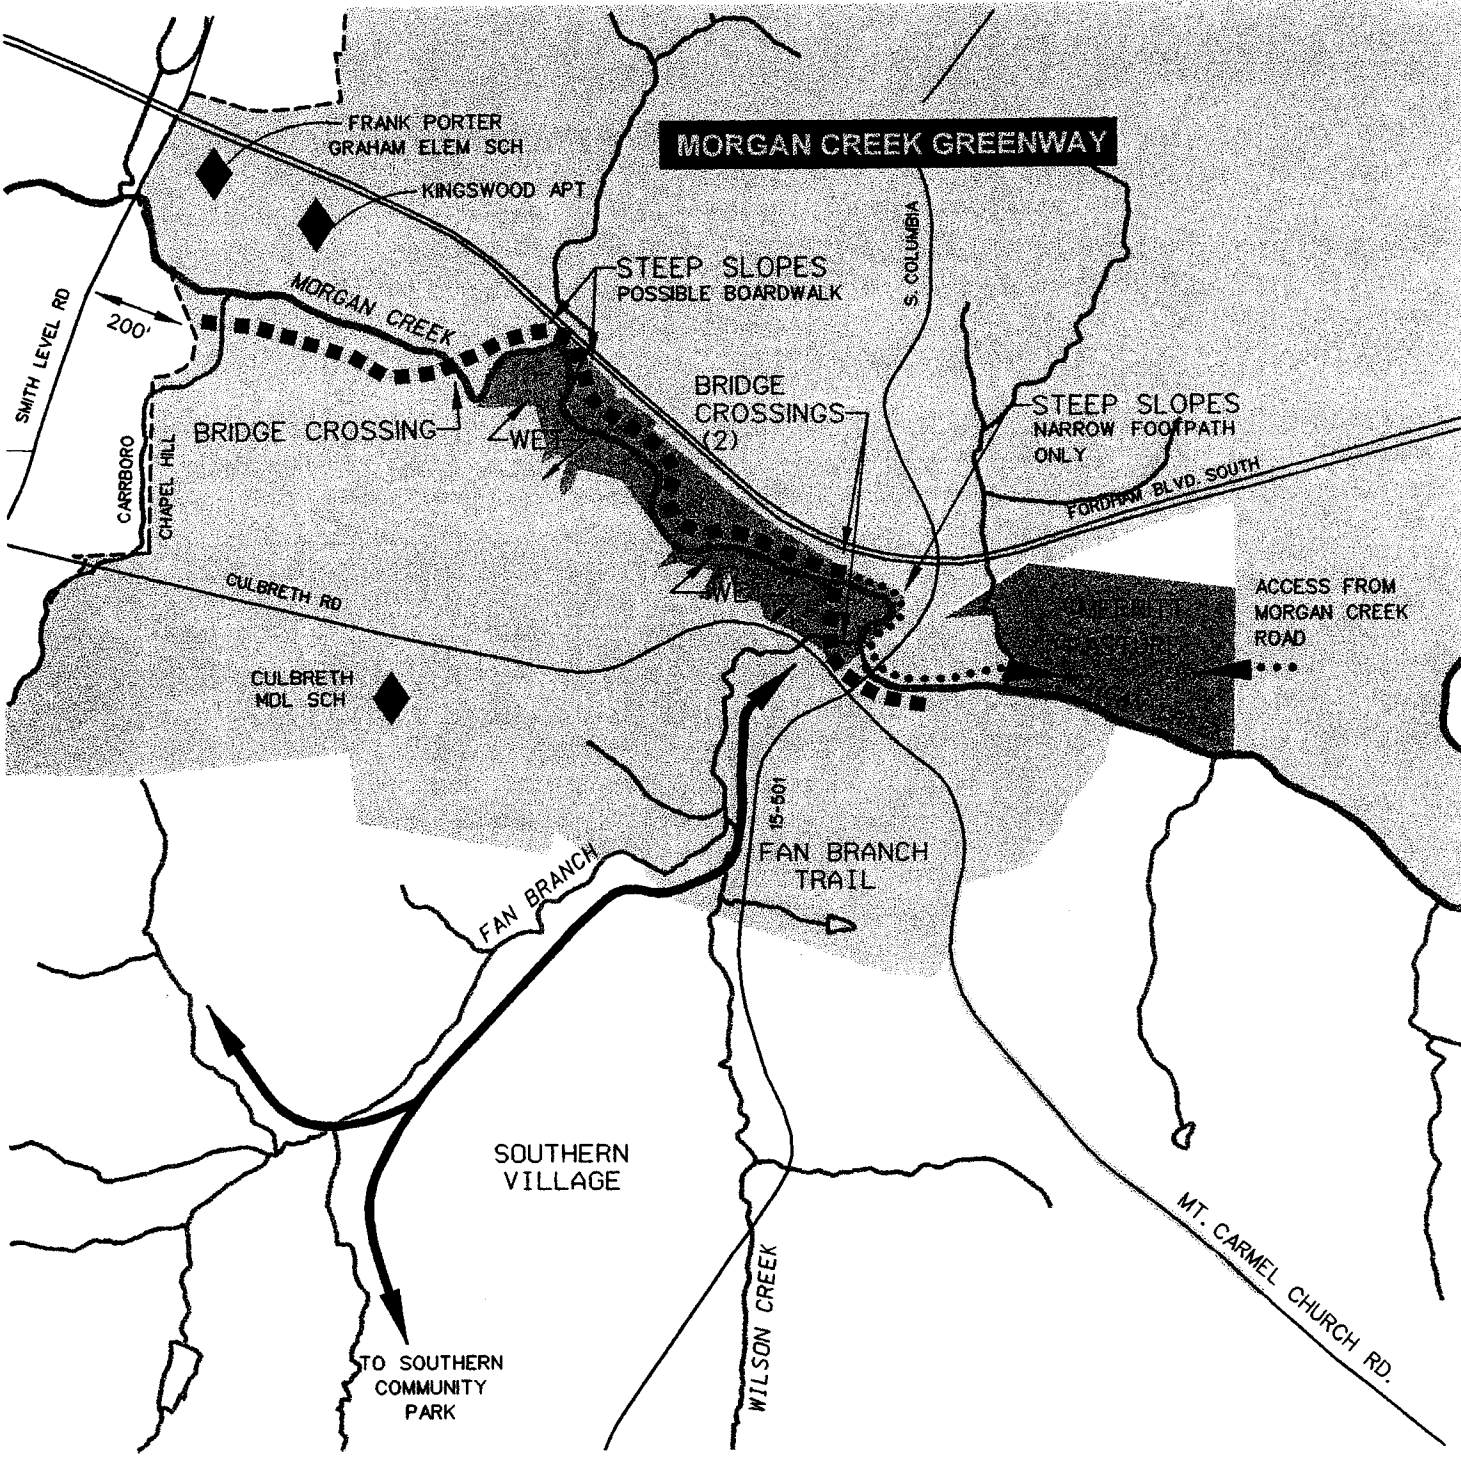 FRANK PORTER
GRAHAM ELEM SCH
MORGAN CREEK GREENWAY
KINGSWOOD APT
S. COLUMBIA
STEEP SLOPES
POSSIBLE BOARDWALK
MORGAN CREEK
SMITH LEVEL RD
200'
BRIDGE
CROSSINGS
(2)
STEEP SLOPES
NARROW FOOTPATH
ONLY
BRIDGE CROSSING
CARRBORO
CHAPEL HILL
FORDHAM BLVD. SOUTH
CULBRETH RD
ACCESS FROM
MORGAN CREEK
ROAD
CULBRETH
MDL SCH
15-501
FAN BRANCH
TRAIL
FAN BRANCH
SOUTHERN
VILLAGE
MT. CARMEL CHURCH RD.
WILSON CREEK
TO SOUTHERN
COMMUNITY
PARK